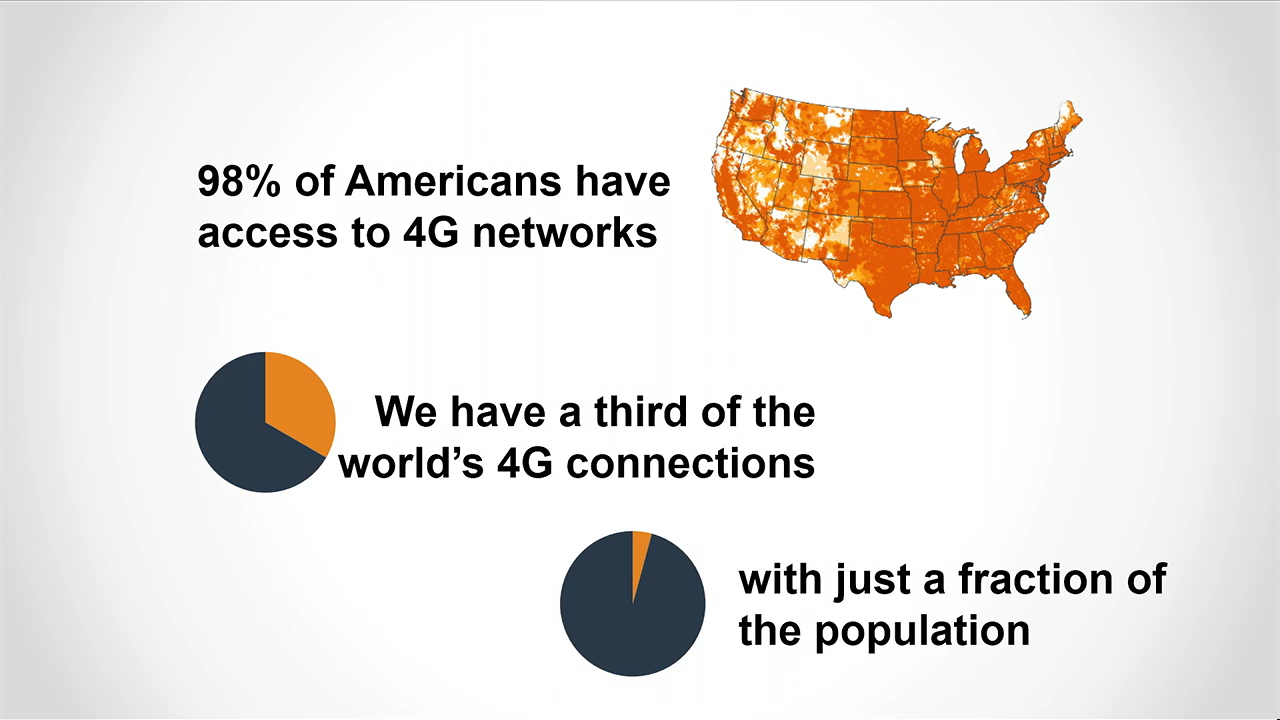 98% of Americans have
access to 4G networks
We have a third of the
world’s 4G connections
with just a fraction of
the population